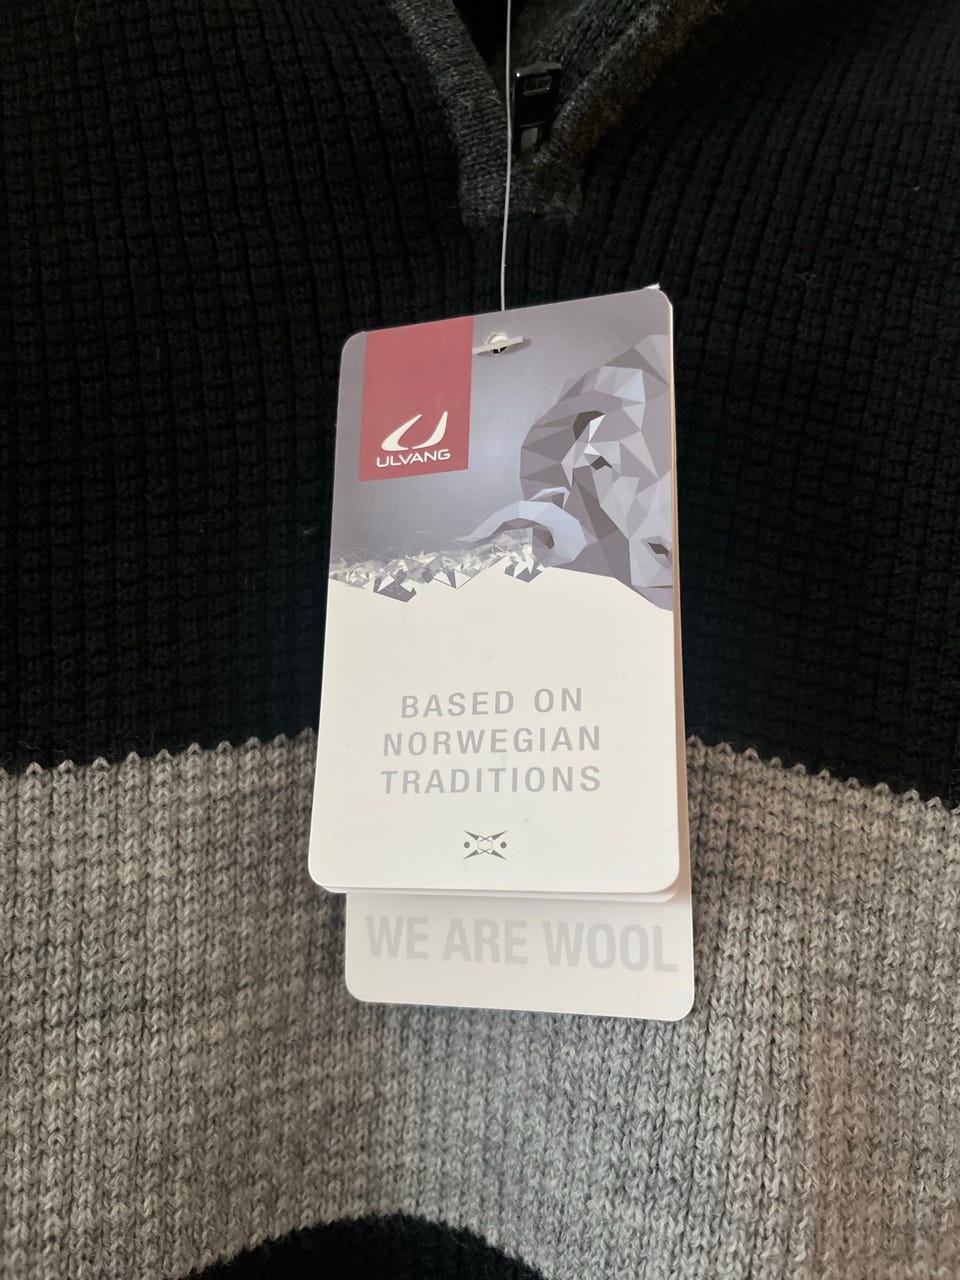 ULVANG
BASED ON
NORWEGIAN
TRADITIONS
WE ARE WOOL